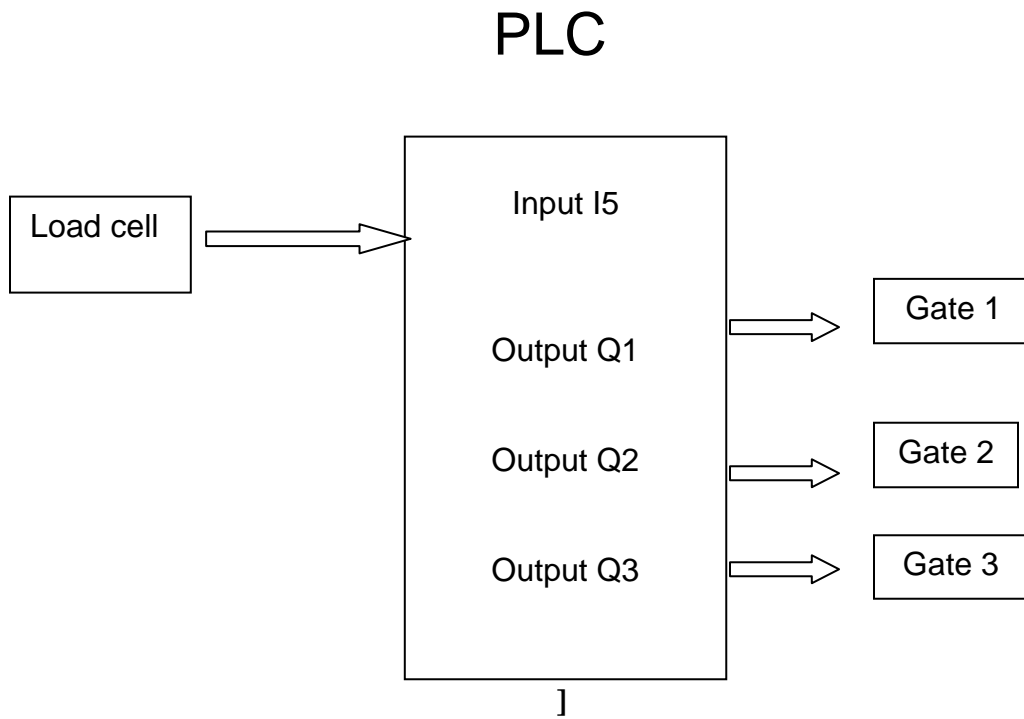 PLC
Input I5
Load cell
Gate 1
Output Q1
Gate 2
Output Q2
Gate 3
Output Q3
]